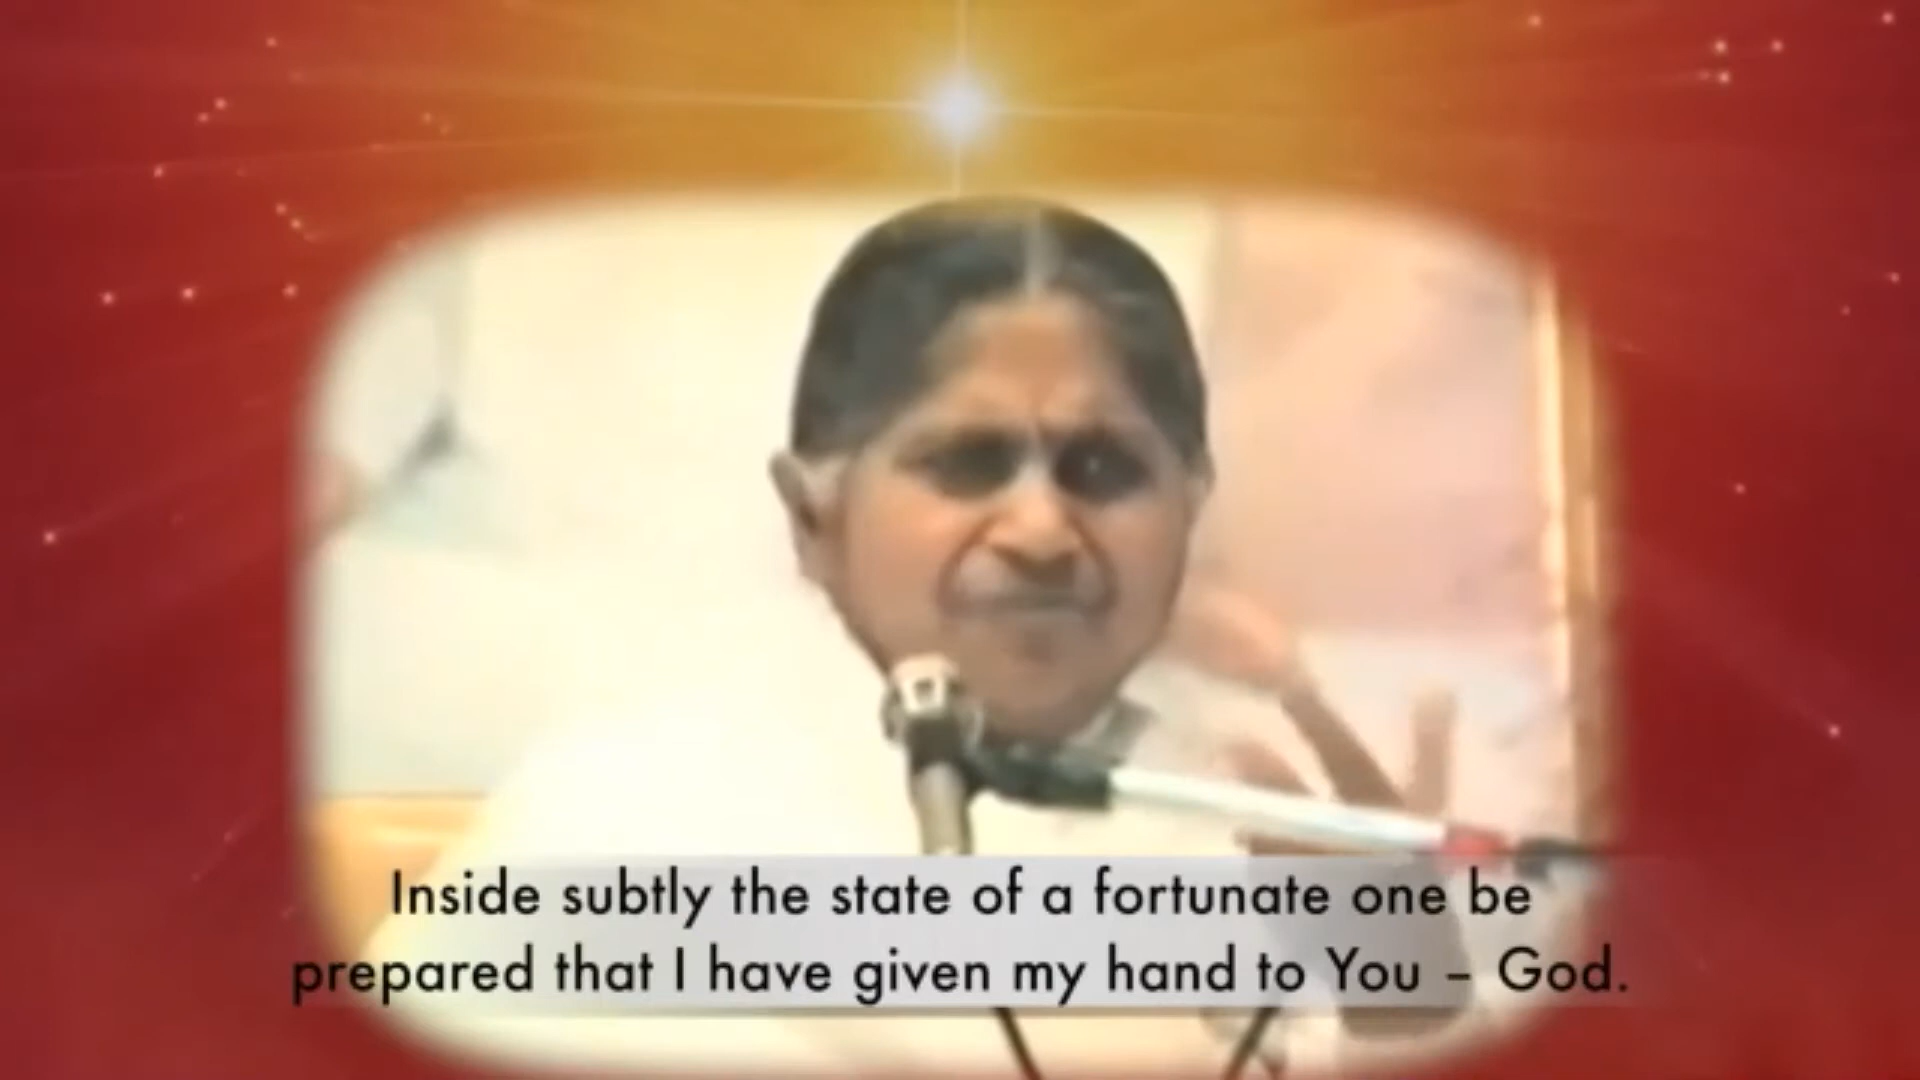 Inside subtly the state of a fortunate one be
prepared that I have given my hand to You – God.